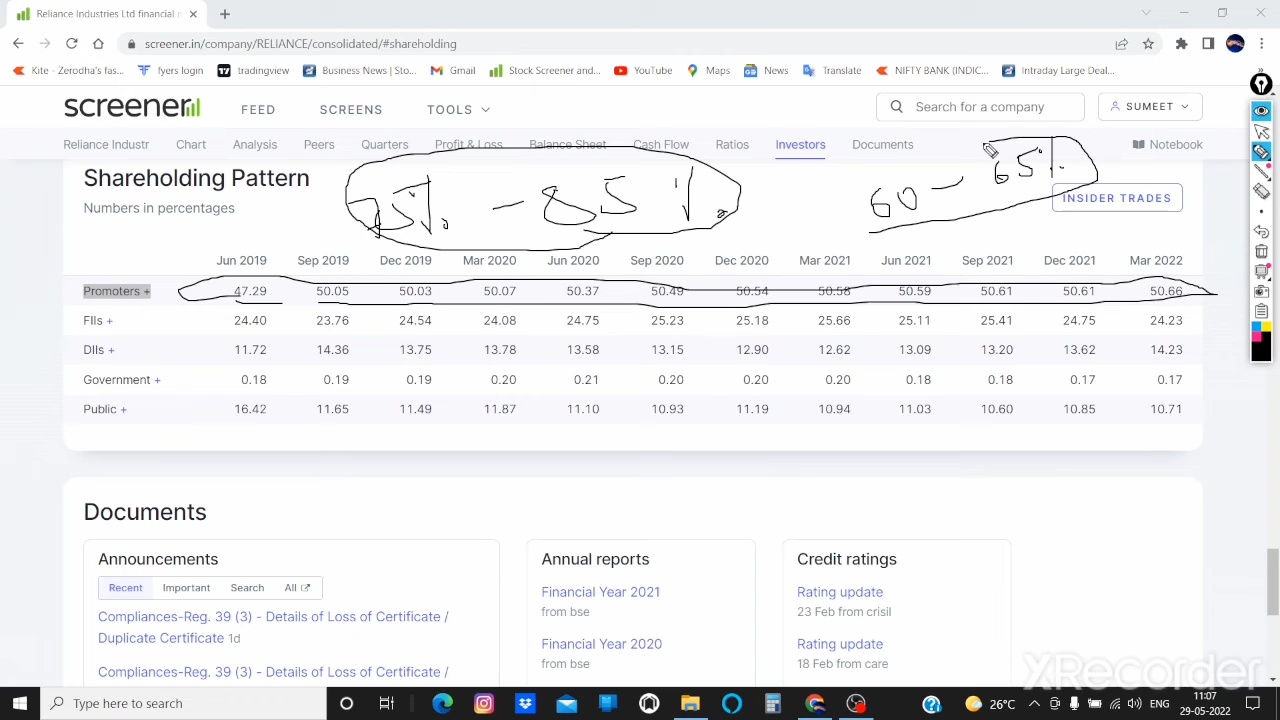 Reliance Industries Ltd financial r
screener.in/company/RELIANCE/consolidated/#shareholding
Kite - Zerodha's fas... fyers login tradingview Business News | Sto... Gmail Stock Screener and... YouTube Maps News Translate NIFTY BANK (INDIC... Intraday Large Deal...
screener FEED SCREENS TOOLS Search for a company SUMEET
Reliance Industr Chart Analysis Peers Quarters Profit & Loss Balance Sheet Cash Flow Ratios Investors Documents Notebook
Shareholding Pattern
75%. - 85%. 60 - 65%
Numbers in percentages
INSIDER TRADES
Jun 2019 Sep 2019 Dec 2019 Mar 2020 Jun 2020 Sep 2020 Dec 2020 Mar 2021 Jun 2021 Sep 2021 Dec 2021 Mar 2022
Promoters + 47.29 50.05 50.03 50.07 50.37 50.49 50.54 50.58 50.59 50.61 50.61 50.66
FIIs + 24.40 23.76 24.54 24.08 24.75 25.23 25.18 25.66 25.11 25.41 24.75 24.23
DIIs + 11.72 14.36 13.75 13.78 13.58 13.15 12.90 12.62 13.09 13.20 13.62 14.23
Government + 0.18 0.19 0.19 0.20 0.21 0.20 0.20 0.20 0.18 0.18 0.17 0.17
Public + 16.42 11.65 11.49 11.87 11.10 10.93 11.19 10.94 11.03 10.60 10.85 10.71
Documents
Announcements Annual reports Credit ratings
Recent Important Search All
Compliances-Reg. 39 (3) - Details of Loss of Certificate /
Duplicate Certificate 1d
Compliances-Reg. 39 (3) - Details of Loss of Certificate /
Financial Year 2021
from bse
Financial Year 2020
from bse
Rating update
23 Feb from crisil
Rating update
18 Feb from care
XRecorder
Type here to search 26°C ENG 11:07
29-05-2022